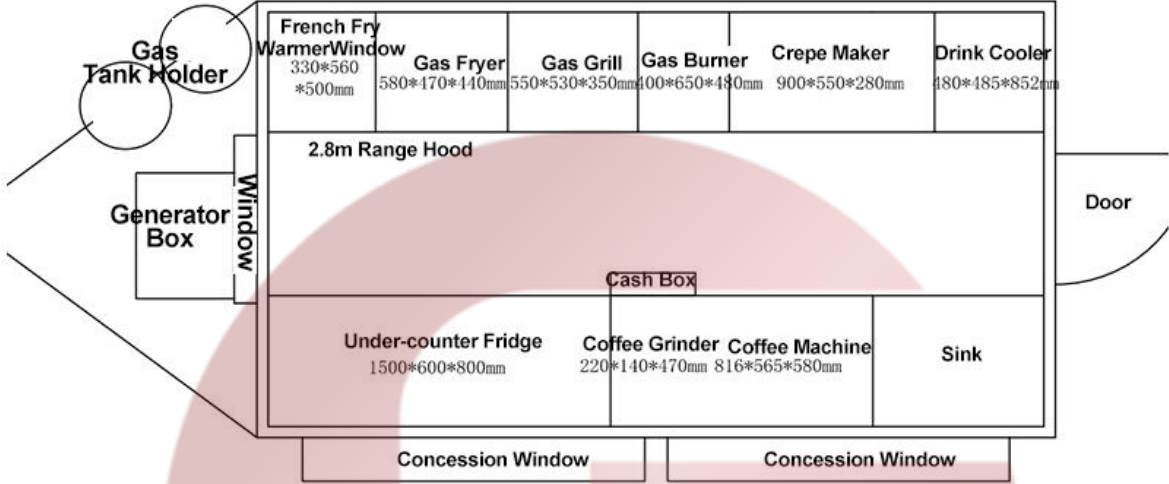 French Fry
WarmerWindow
330*560
*500mm
Gas Fryer
580*470*440mm
Gas Grill
550*530*350mm
Gas Burner
400*650*480mm
Crepe Maker
900*550*280mm
Drink Cooler
480*485*852mm
Gas
Tank Holder
2.8m Range Hood
Window
Generator
Box
Door
Cash Box
Under-counter Fridge
1500*600*800mm
Coffee Grinder
220*140*470mm
Coffee Machine
816*565*580mm
Sink
Concession Window
Concession Window